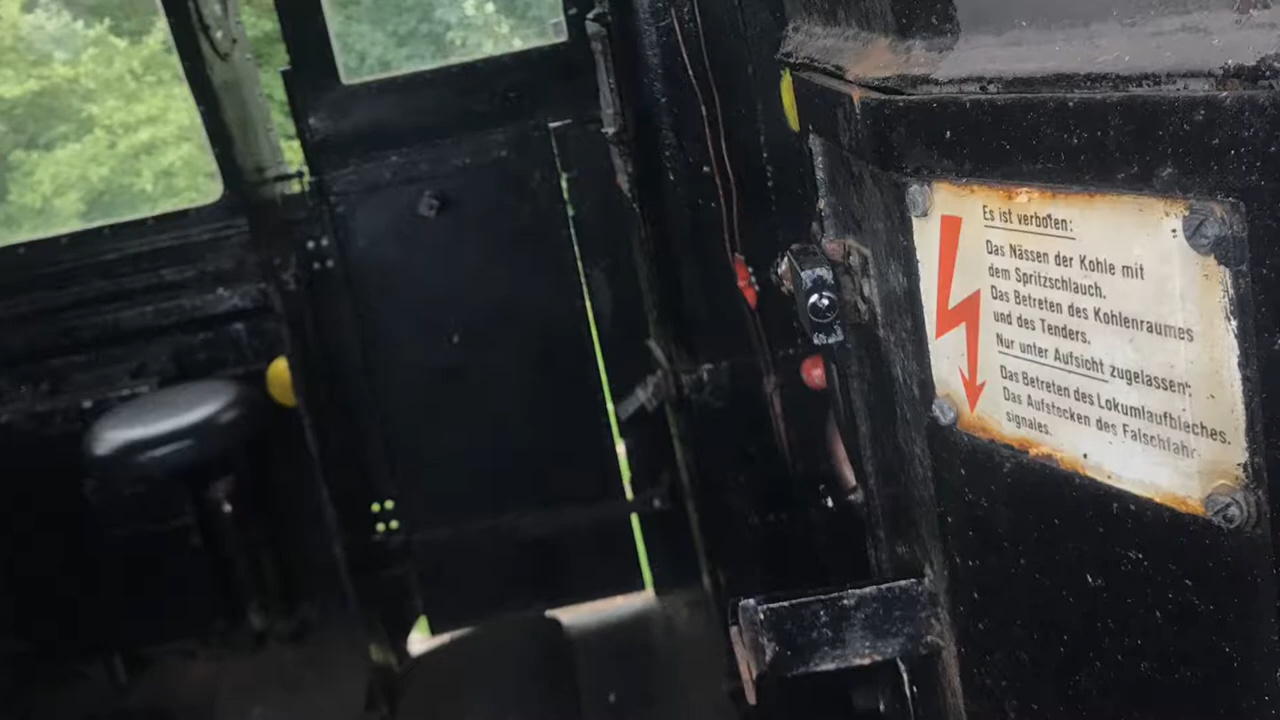 Es ist verboten:
Das Nässen der Kohle mit
dem Spritzschlauch.
Das Betreten des Kohlenraumes
und des Tenders.
Nur unter Aufsicht zugelassen:
Das Betreten des Lokumlaufbleches.
Das Aufstecken des Falschfahr-
signales.